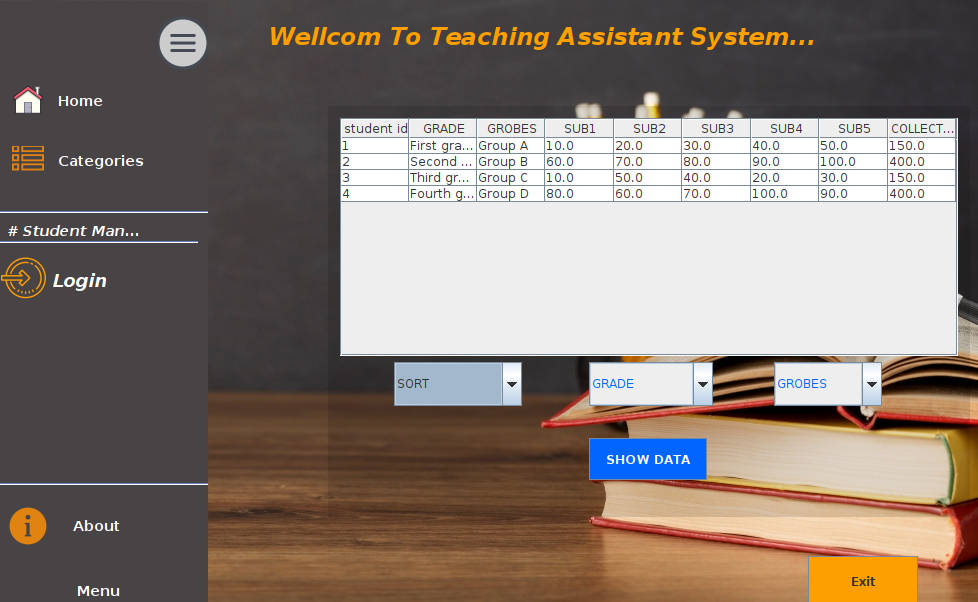 Wellcom To Teaching Assistant System...
Home
Categories
# Student Man...
Login
About
Menu
student id GRADE GROBES SUB1 SUB2 SUB3 SUB4 SUB5 COLLECT...
1 First gra... Group A 10.0 20.0 30.0 40.0 50.0 150.0
2 Second ... Group B 60.0 70.0 80.0 90.0 100.0 400.0
3 Third gr... Group C 10.0 50.0 40.0 20.0 30.0 150.0
4 Fourth g... Group D 80.0 60.0 70.0 100.0 90.0 400.0
SORT GRADE GROBES
SHOW DATA
Exit